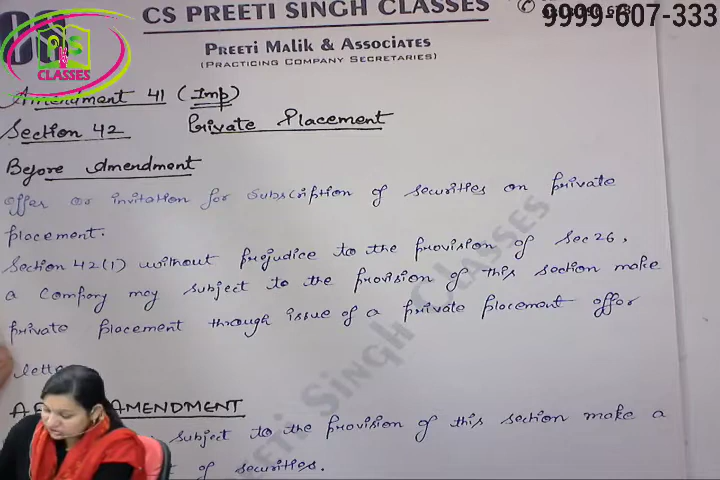 CS PREETI SINGH CLASSES
9999-607-333
PREETI MALIK & ASSOCIATES
(PRACTICING COMPANY SECRETARIES)
CLASSES
Amendment 41 (Imp)
Section 42 Private Placement
Before Amendment
offer or invitation for subscription of securities on private
placement.
Section 42(1) without prejudice to the provision of Sec 26,
a Company may subject to the provision of this section make
private placement through issue of a private placement offer
AMENDMENT
subject to the provision of this section make a
of securities.
Preeti Singh Classes